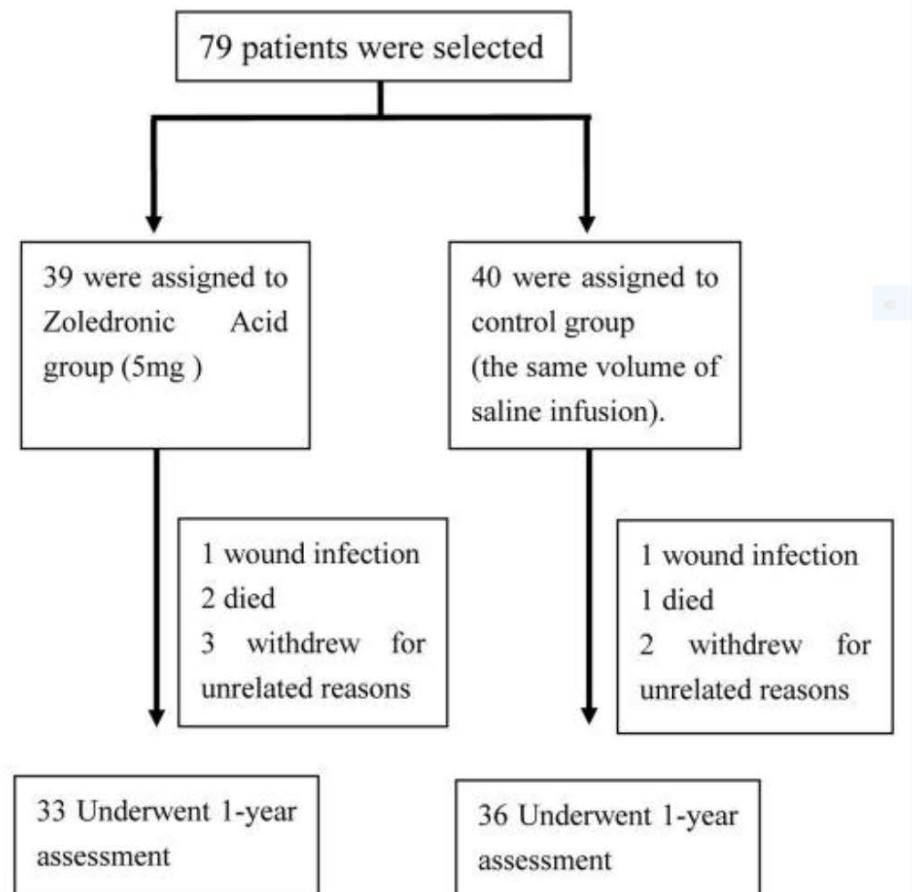 79 patients were selected
39 were assigned to
Zoledronic Acid
group (5mg )
40 were assigned to
control group
(the same volume of
saline infusion).
1 wound infection
2 died
3 withdrew for
unrelated reasons
1 wound infection
1 died
2 withdrew for
unrelated reasons
33 Underwent 1-year
assessment
36 Underwent 1-year
assessment